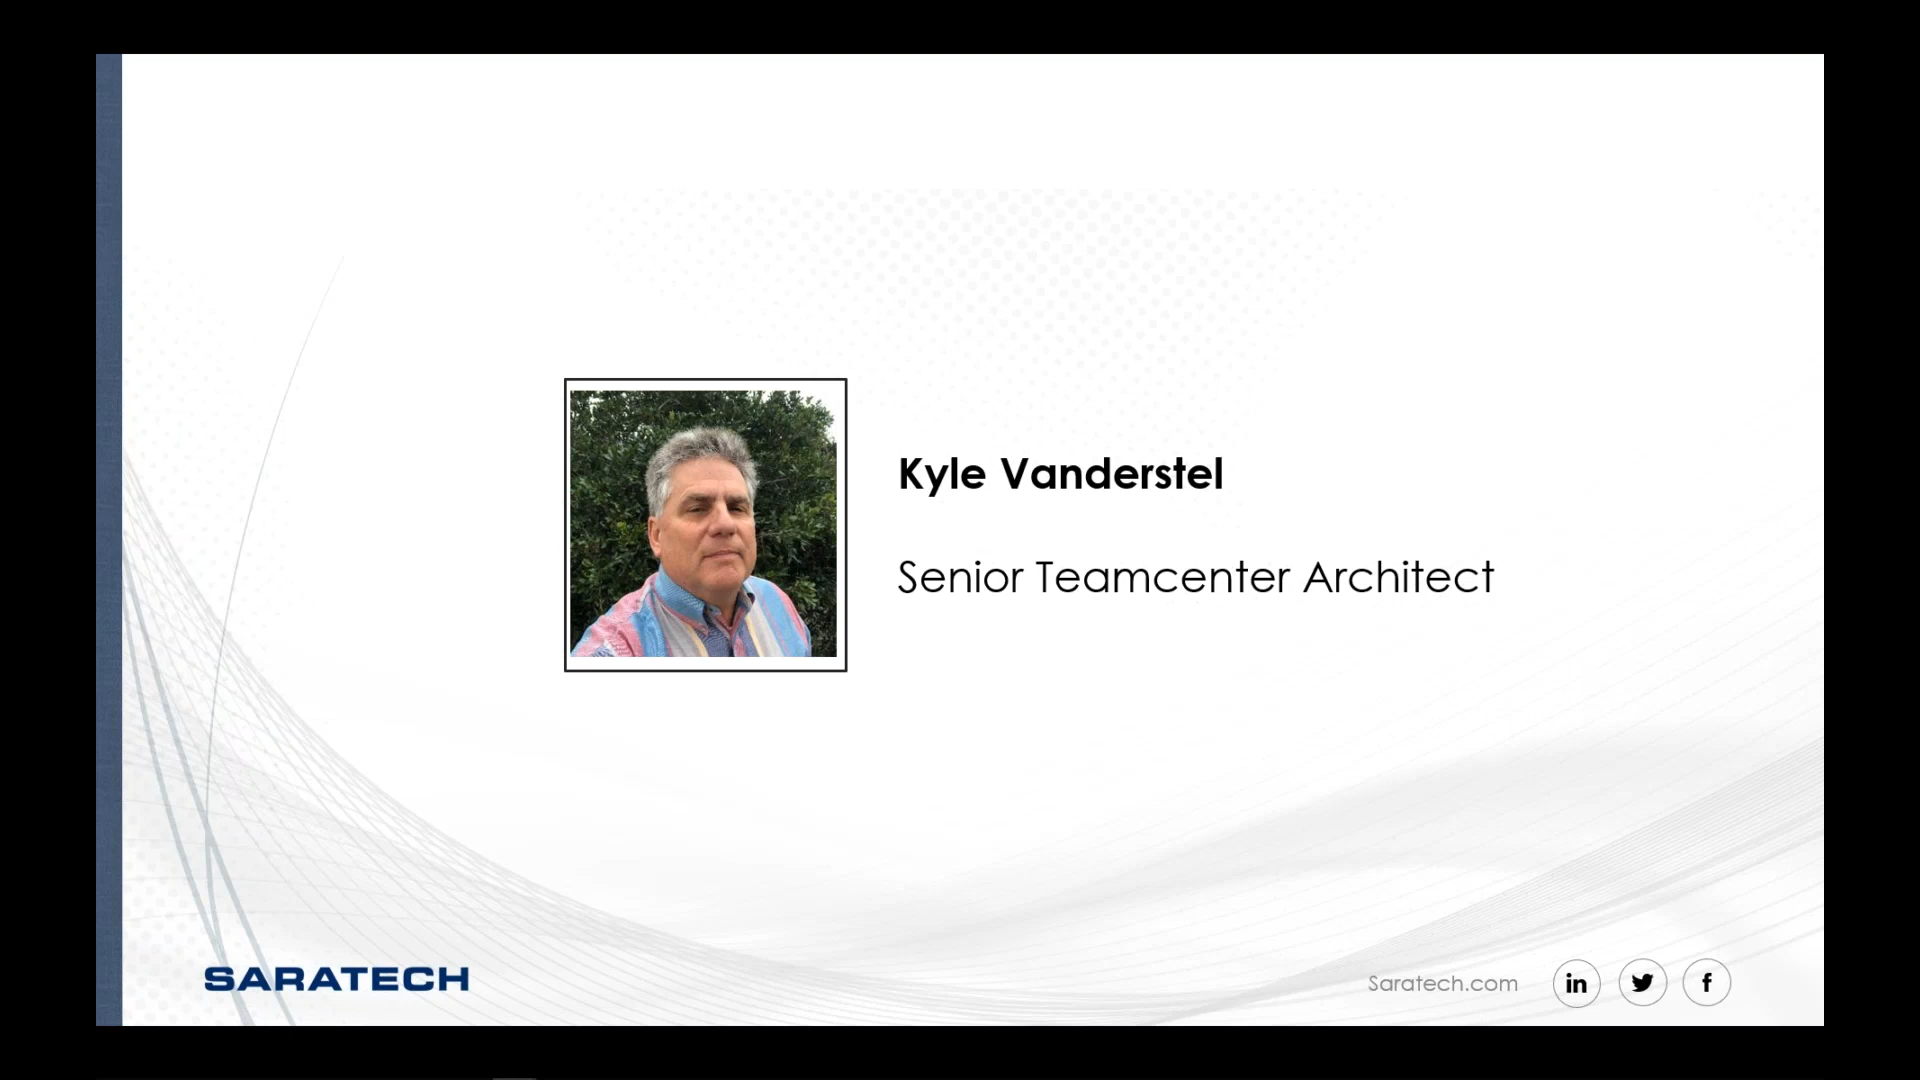 Kyle Vanderstel
Senior Teamcenter Architect
SARATECH
Saratech.com
in
f